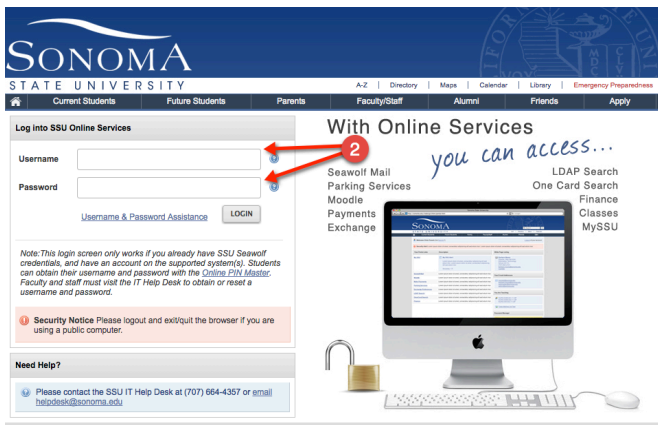 SONOMA
STATE UNIVERSITY
A-Z | Directory | Maps | Calendar | Library | Emergency Preparedness
Current Students Future Students Parents Faculty/Staff Alumni Friends Apply
Log into SSU Online Services
Username
2
Password
Username & Password Assistance LOGIN
Note:This login screen only works if you already have SSU Seawolf
credentials, and have an account on the supported system(s). Students
can obtain their username and password with the Online PIN Master.
Faculty and staff must visit the IT Help Desk to obtain or reset a
username and password.
Security Notice Please logout and exit/quit the browser if you are
using a public computer.
Need Help?
Please contact the SSU IT Help Desk at (707) 664-4357 or email
helpdesk@sonoma.edu
With Online Services
you can access...
Seawolf Mail
Parking Services
Moodle
Payments
Exchange
LDAP Search
One Card Search
Finance
Classes
MySSU
SONOMA